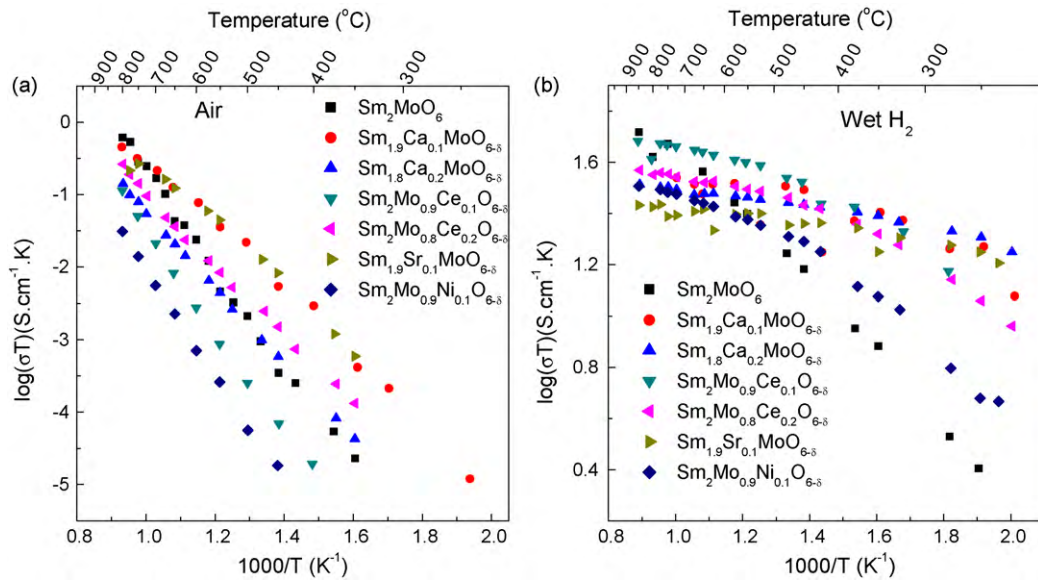 Temperature (°C)
900 800 700 600 500 400 300
(a)
Air
Sm₂MoO₆
Sm₁.₉Ca₀.₁MoO₆₋δ
Sm₁.₈Ca₀.₂MoO₆₋δ
Sm₂Mo₀.₉Ce₀.₁O₆₋δ
Sm₂Mo₀.₈Ce₀.₂O₆₋δ
Sm₁.₉Sr₀.₁MoO₆₋δ
Sm₂Mo₀.₉Ni₀.₁O₆₋δ
log(σT)(S.cm⁻¹.K)
0
-1
-2
-3
-4
-5
0.8 1.0 1.2 1.4 1.6 1.8 2.0
1000/T (K⁻¹)
Temperature (°C)
900 800 700 600 500 400 300 200
(b)
Wet H₂
Sm₂MoO₆
Sm₁.₉Ca₀.₁MoO₆₋δ
Sm₁.₈Ca₀.₂MoO₆₋δ
Sm₂Mo₀.₉Ce₀.₁O₆₋δ
Sm₂Mo₀.₈Ce₀.₂O₆₋δ
Sm₁.₉Sr₀.₁MoO₆₋δ
Sm₂Mo₀.₉Ni₀.₁O₆₋δ
log(σT)(S.cm⁻¹.K)
1.6
1.2
0.8
0.4
0.8 1.0 1.2 1.4 1.6 1.8 2.0
1000/T (K⁻¹)